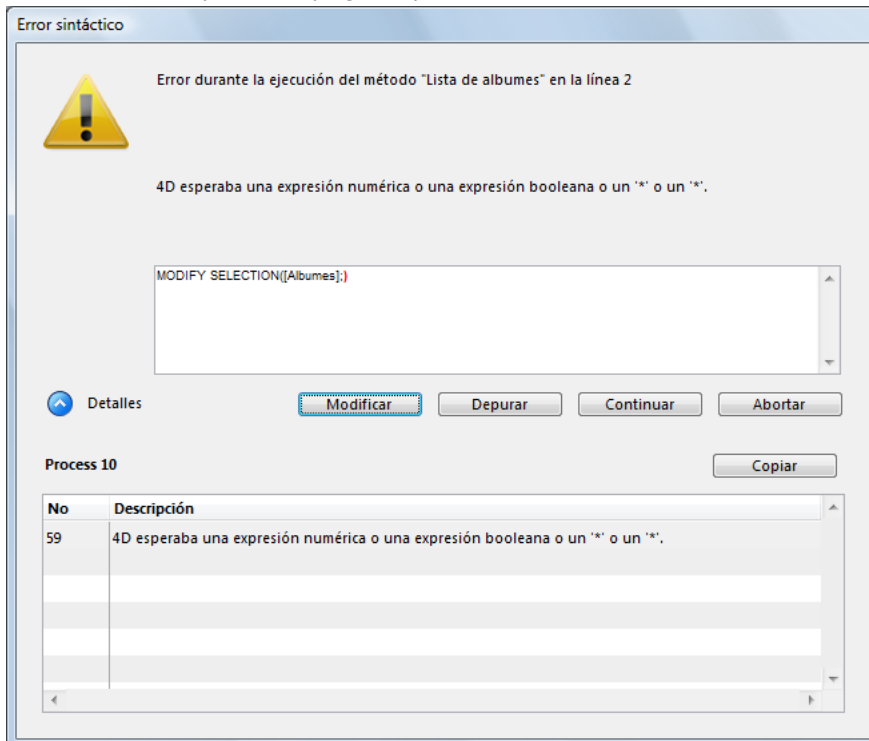 Error sintáctico
Error durante la ejecución del método "Lista de albumes" en la línea 2
4D esperaba una expresión numérica o una expresión booleana o un '*' o un '*'.
MODIFY SELECTION([Albumes];)
Detalles
Modificar
Depurar
Continuar
Abortar
Process 10
Copiar
No Descripción
59 4D esperaba una expresión numérica o una expresión booleana o un '*' o un '*'.